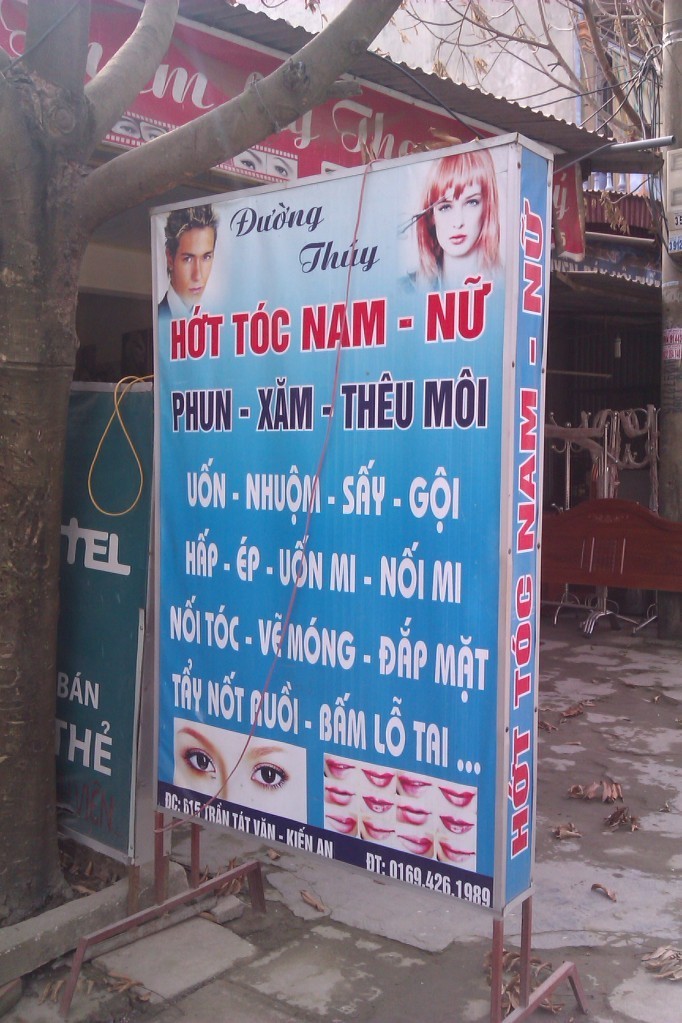 Đường
Thúy
HỚT TÓC NAM - NỮ
PHUN - XĂM - THÊU MÔI
UỐN - NHUỘM - SẤY - GỘI
HẤP - ÉP - UỐN MI - NỐI MI
NỐI TÓC - VẼ MÓNG - ĐẮP MẶT
TẨY NỐT RUỒI - BẤM LỖ TAI ...
ĐC: 615 TRẦN TẤT VĂN - KIẾN AN
ĐT: 0169.426.1989
HỚT TÓC NAM - NỮ
TEL
BÁN
THẺ